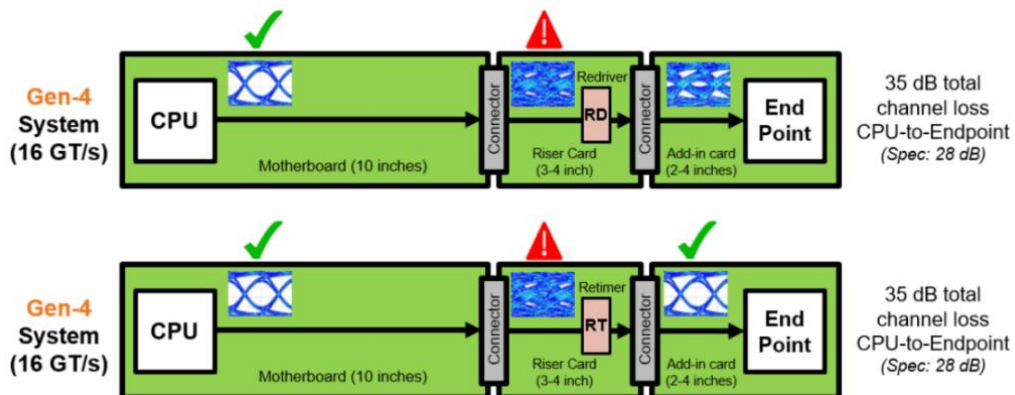 Gen-4
System
(16 GT/s)
CPU
Motherboard (10 inches)
Connector
Redriver
RD
Riser Card
(3-4 inch)
Connector
Add-in card
(2-4 inches)
End
Point
35 dB total
channel loss
CPU-to-Endpoint
(Spec: 28 dB)
Gen-4
System
(16 GT/s)
CPU
Motherboard (10 inches)
Connector
Retimer
RT
Riser Card
(3-4 inch)
Connector
Add-in card
(2-4 inches)
End
Point
35 dB total
channel loss
CPU-to-Endpoint
(Spec: 28 dB)